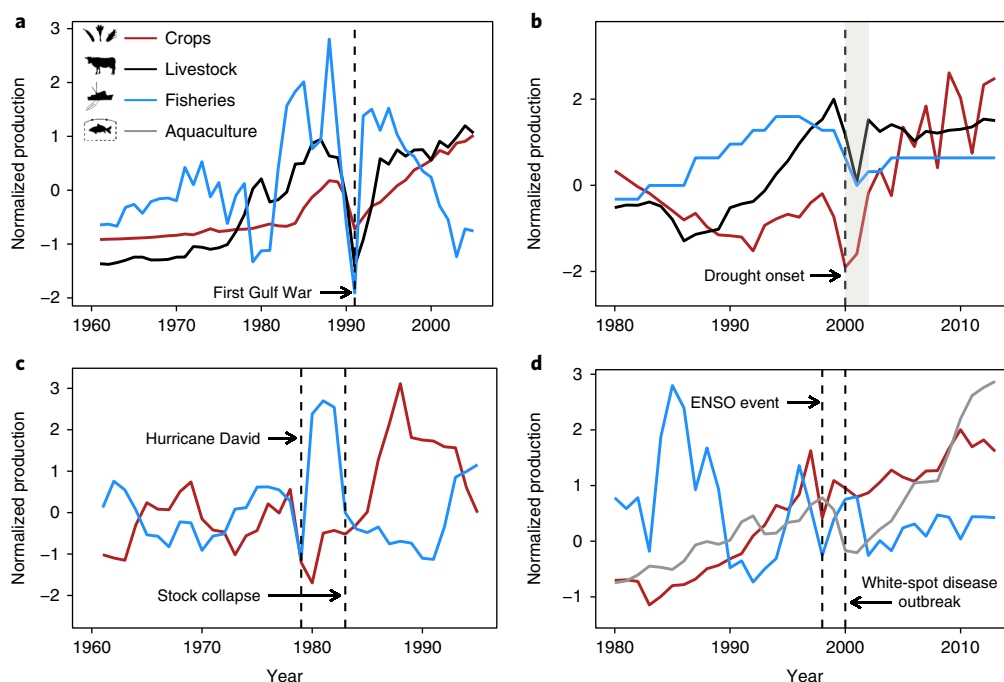 a
3
2
1
0
−1
−2
Normalized production
Crops
Livestock
Fisheries
Aquaculture
First Gulf War
1960
1970
1980
1990
2000
b
2
0
−2
Normalized production
Drought onset
1980
1990
2000
2010
c
3
2
1
0
−1
−2
Normalized production
Hurricane David
Stock collapse
1960
1970
1980
1990
Year
d
3
2
1
0
−1
Normalized production
ENSO event
White-spot disease
outbreak
1980
1990
2000
2010
Year